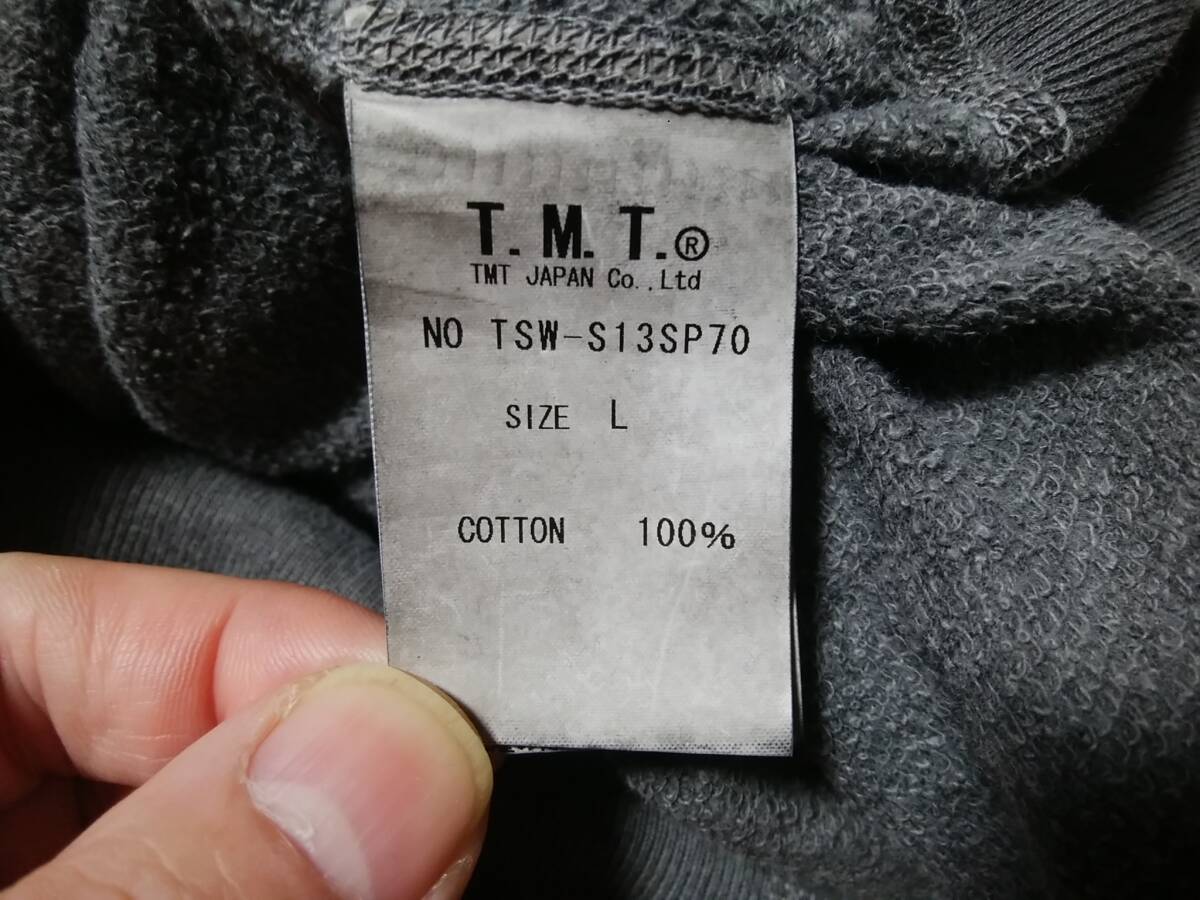 T. M. T.®
TMT JAPAN Co.,Ltd
NO TSW-S13SP70
SIZE L
COTTON 100%